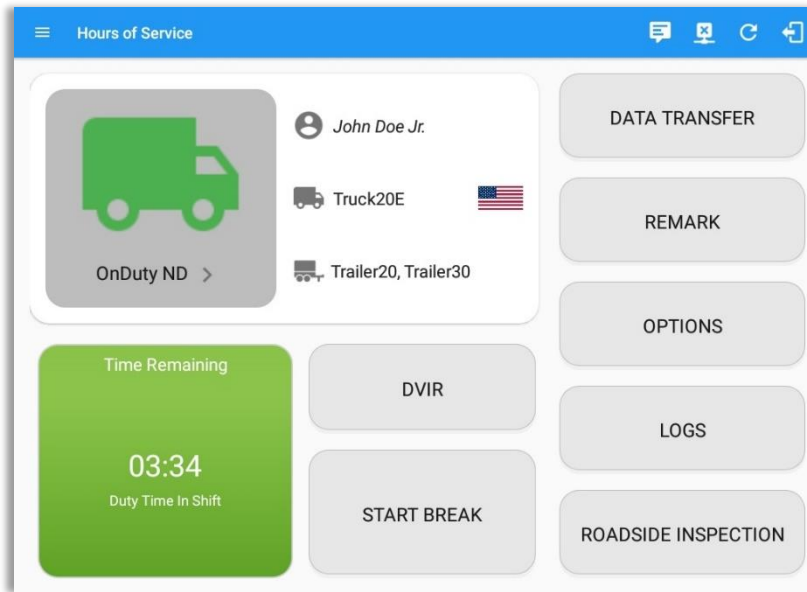 Hours of Service
John Doe Jr.
Truck20E
OnDuty ND
Trailer20, Trailer30
Time Remaining
03:34
Duty Time In Shift
DVIR
START BREAK
DATA TRANSFER
REMARK
OPTIONS
LOGS
ROADSIDE INSPECTION